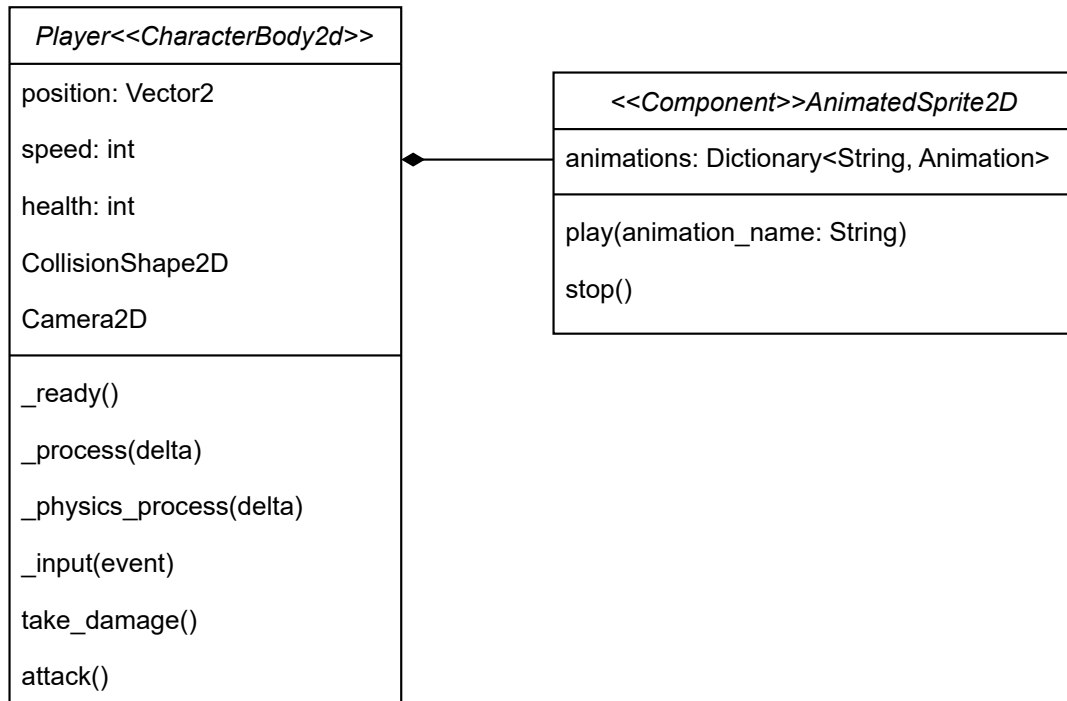 Player<<CharacterBody2d>>
position: Vector2
speed: int
health: int
CollisionShape2D
Camera2D
_ready()
_process(delta)
_physics_process(delta)
_input(event)
take_damage()
attack()
<<Component>>AnimatedSprite2D
animations: Dictionary<String, Animation>
play(animation_name: String)
stop()